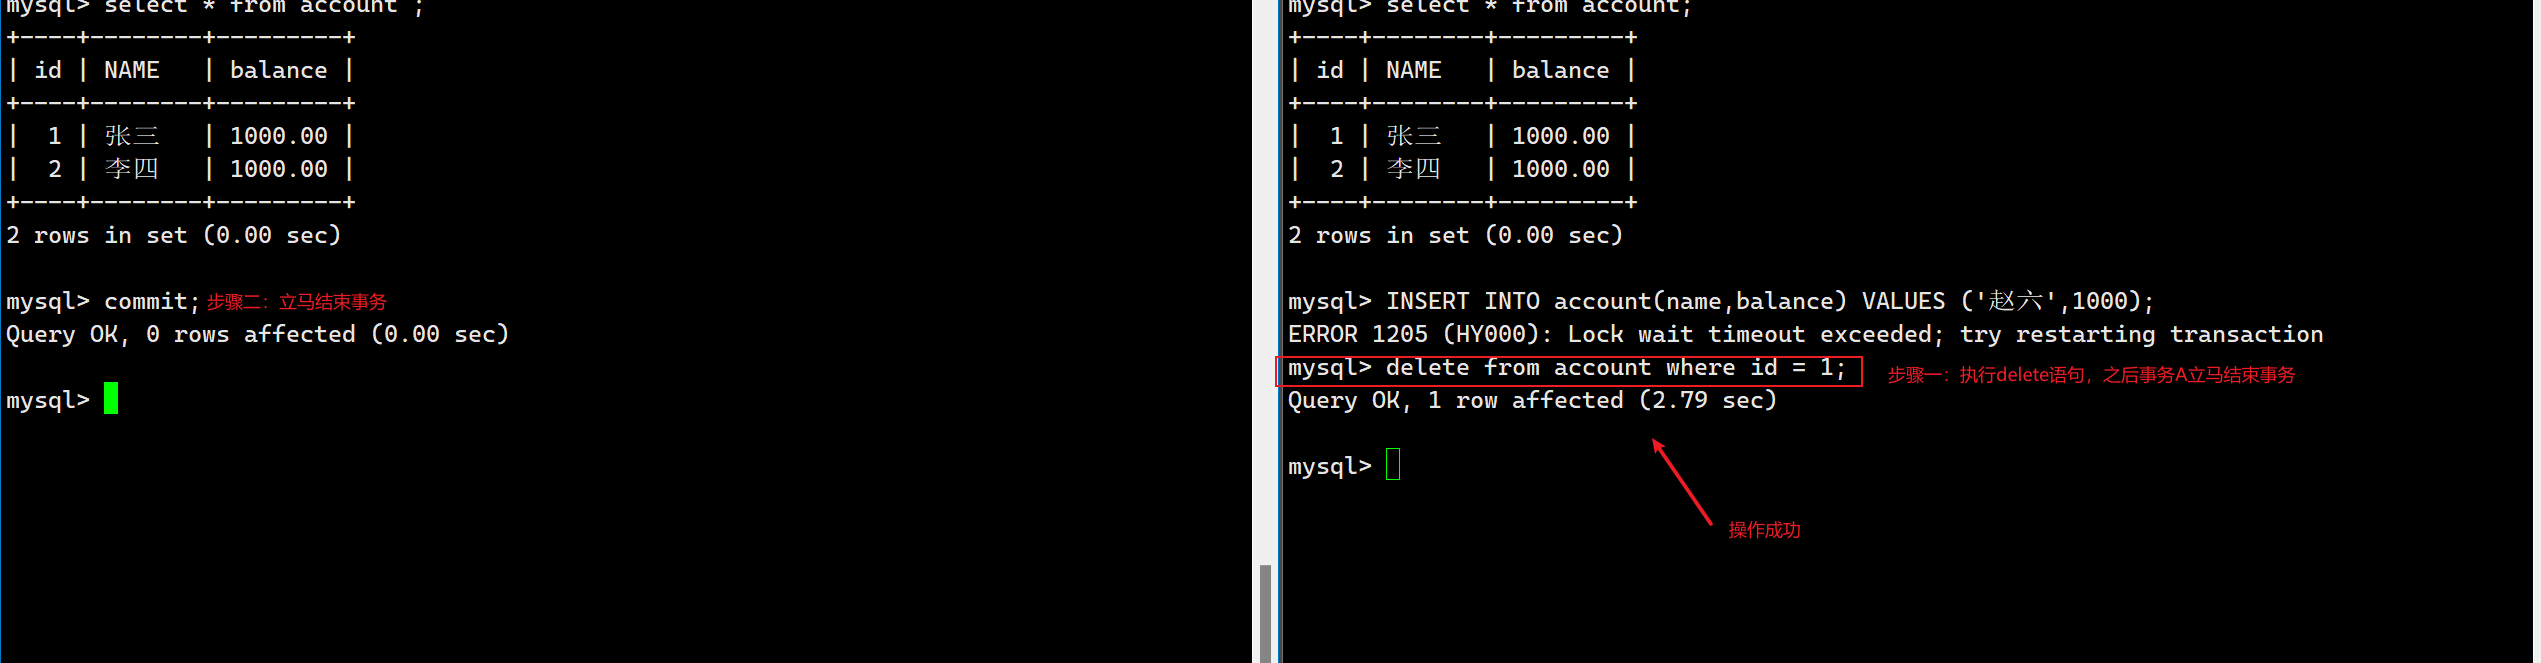 mysql> select * from account ;
+----+--------+---------+
| id | NAME   | balance |
+----+--------+---------+
|  1 | 张三   | 1000.00 |
|  2 | 李四   | 1000.00 |
+----+--------+---------+
2 rows in set (0.00 sec)
mysql> commit; 步骤二：立马结束事务
Query OK, 0 rows affected (0.00 sec)
mysql>
mysql> select * from account;
+----+--------+---------+
| id | NAME   | balance |
+----+--------+---------+
|  1 | 张三   | 1000.00 |
|  2 | 李四   | 1000.00 |
+----+--------+---------+
2 rows in set (0.00 sec)
mysql> INSERT INTO account(name,balance) VALUES ('赵六',1000);
ERROR 1205 (HY000): Lock wait timeout exceeded; try restarting transaction
mysql> delete from account where id = 1; 步骤一：执行delete语句，之后事务A立马结束事务
Query OK, 1 row affected (2.79 sec)
mysql>
操作成功